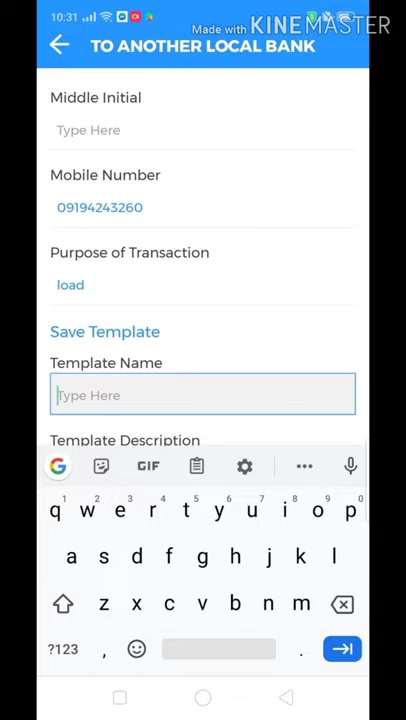 10:31
Made with KINEMASTER
TO ANOTHER LOCAL BANK
Middle Initial
Type Here
Mobile Number
09194243260
Purpose of Transaction
load
Save Template
Template Name
Type Here
Template Description
G GIF
1 2 3 4 5 6 7 8 9 0
q w e r t y u i o p
a s d f g h j k l
z x c v b n m
?123 , .